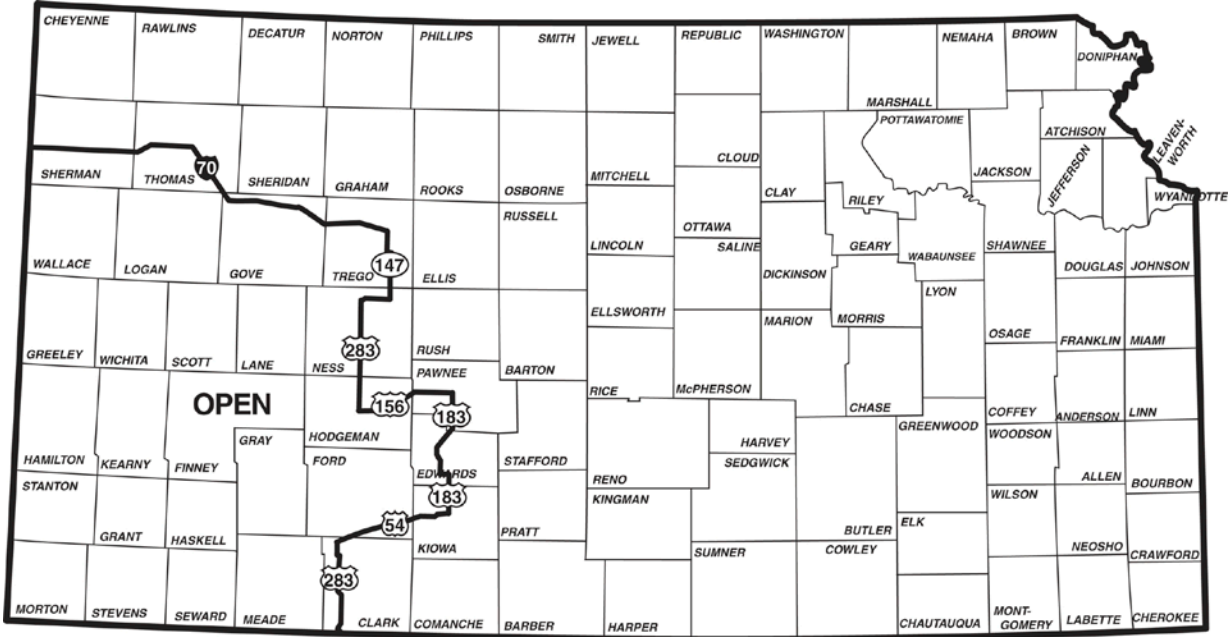 CHEYENNE
RAWLINS
DECATUR
NORTON
PHILLIPS
SMITH
JEWELL
REPUBLIC
WASHINGTON
MARSHALL
NEMAHA
BROWN
DONIPHAN
SHERMAN
THOMAS
70
SHERIDAN
GRAHAM
ROOKS
OSBORNE
MITCHELL
CLOUD
CLAY
RILEY
POTTAWATOMIE
JACKSON
ATCHISON
JEFFERSON
LEAVEN-
WORTH
WYANDOTTE
WALLACE
LOGAN
GOVE
TREGO
147
ELLIS
RUSSELL
LINCOLN
OTTAWA
SALINE
DICKINSON
GEARY
WABAUNSEE
SHAWNEE
DOUGLAS
JOHNSON
GREELEY
WICHITA
SCOTT
LANE
NESS
283
RUSH
BARTON
ELLSWORTH
RICE
McPHERSON
MARION
MORRIS
CHASE
LYON
OSAGE
FRANKLIN
MIAMI
PAWNEE
OPEN
156
183
HAMILTON
KEARNY
FINNEY
GRAY
HODGEMAN
FORD
EDWARDS
STAFFORD
RENO
HARVEY
SEDGWICK
BUTLER
GREENWOOD
COFFEY
ANDERSON
LINN
WOODSON
ALLEN
BOURBON
STANTON
GRANT
HASKELL
183
54
KIOWA
PRATT
KINGMAN
ELK
WILSON
NEOSHO
CRAWFORD
MORTON
STEVENS
SEWARD
MEADE
283
CLARK
COMANCHE
BARBER
HARPER
SUMNER
COWLEY
CHAUTAUQUA
MONT-
GOMERY
LABETTE
CHEROKEE